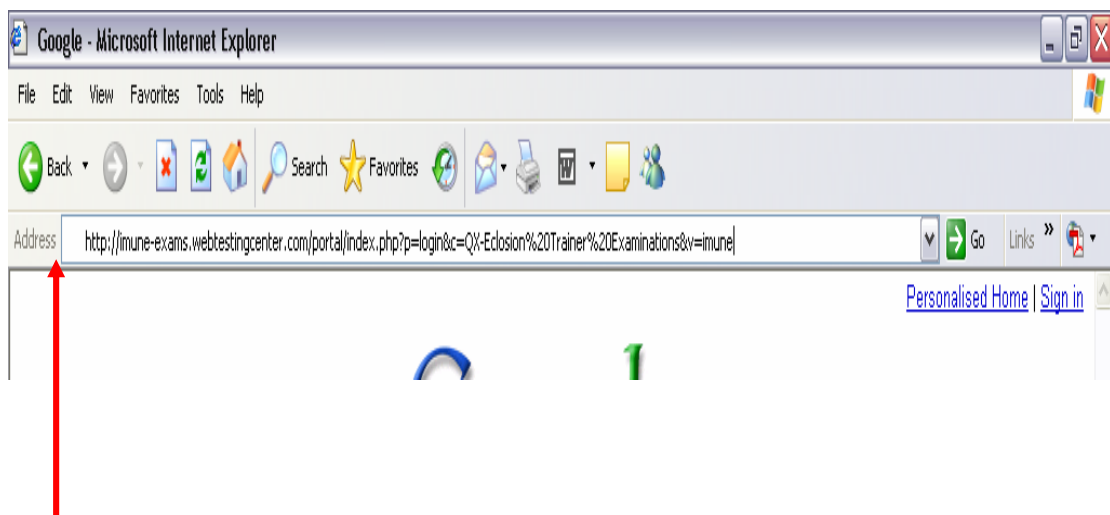 Google - Microsoft Internet Explorer
File Edit View Favorites Tools Help
Back Search Favorites W
Address http://imune-exams.webtestingcenter.com/portal/index.php?p=login&c=QX-Eclosion%20Trainer%20Examinations&v=imune Go Links »
Personalised Home | Sign in